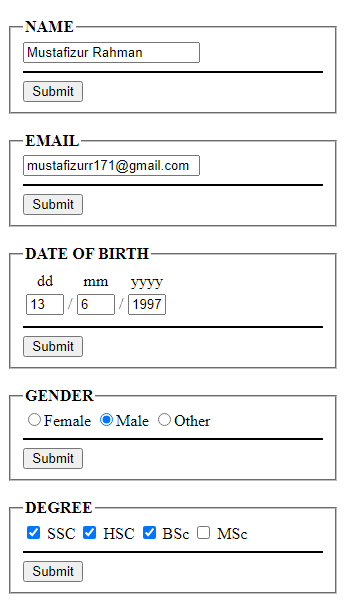 NAME
Mustafizur Rahman
Submit
EMAIL
mustafizurr171@gmail.com
Submit
DATE OF BIRTH
dd mm yyyy
13 / 6 / 1997
Submit
GENDER
Female Male Other
Submit
DEGREE
SSC HSC BSc MSc
Submit